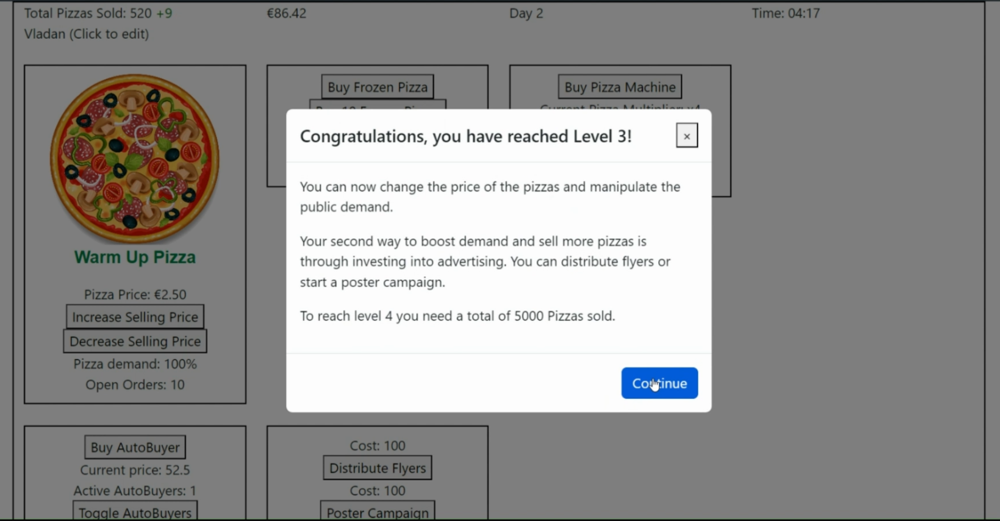 Total Pizzas Sold: 520 +9
€86.42
Day 2
Time: 04:17
Vladan (Click to edit)
Buy Frozen Pizza
Buy Pizza Machine
Current Pizza Multiplier: x4
Congratulations, you have reached Level 3!
×
You can now change the price of the pizzas and manipulate the
public demand.
Your second way to boost demand and sell more pizzas is
through investing into advertising. You can distribute flyers or
start a poster campaign.
To reach level 4 you need a total of 5000 Pizzas sold.
Continue
Warm Up Pizza
Pizza Price: €2.50
Increase Selling Price
Decrease Selling Price
Pizza demand: 100%
Open Orders: 10
Buy AutoBuyer
Current price: 52.5
Active AutoBuyers: 1
Toggle AutoBuyers
Cost: 100
Distribute Flyers
Cost: 100
Poster Campaign